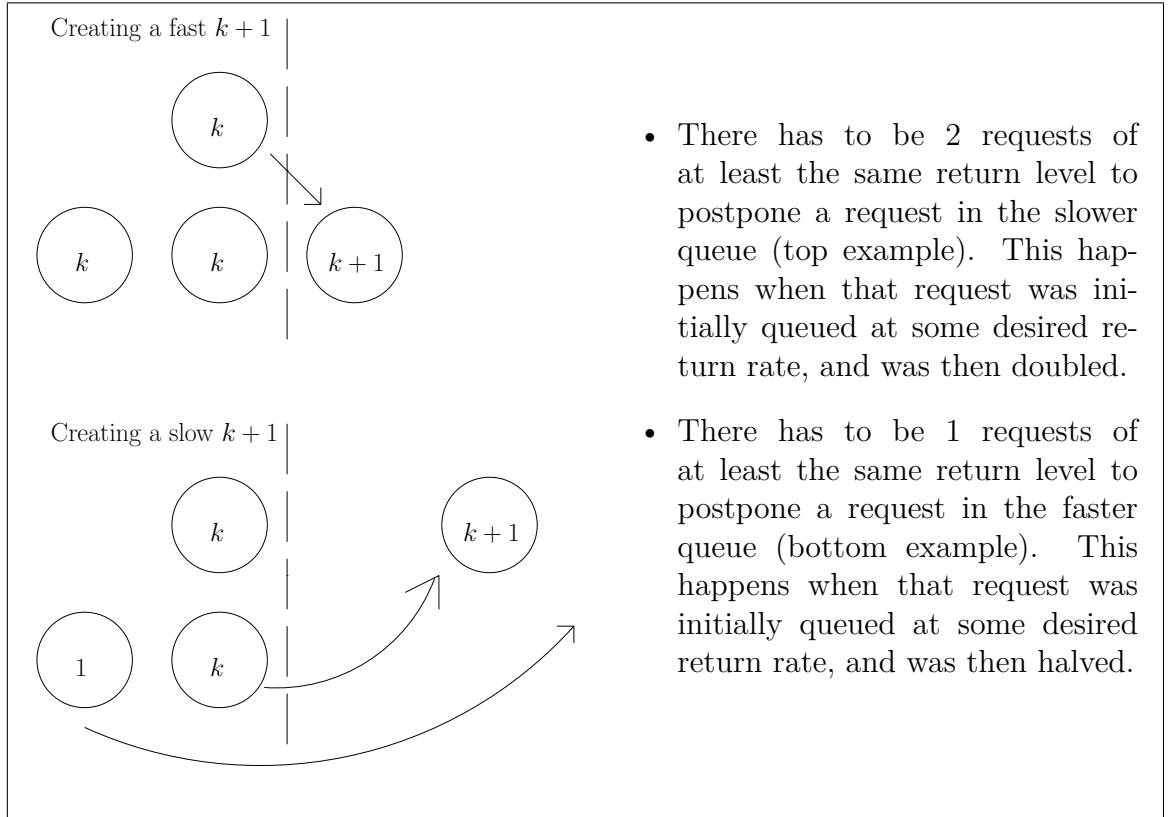 Creating a fast k + 1
k
k
k
k + 1
Creating a slow k + 1
k
k + 1
1
k
• There has to be 2 requests of
at least the same return level to
postpone a request in the slower
queue (top example). This hap-
pens when that request was ini-
tially queued at some desired re-
turn rate, and was then doubled.
• There has to be 1 requests of
at least the same return level to
postpone a request in the faster
queue (bottom example). This
happens when that request was
initially queued at some desired
return rate, and was then halved.